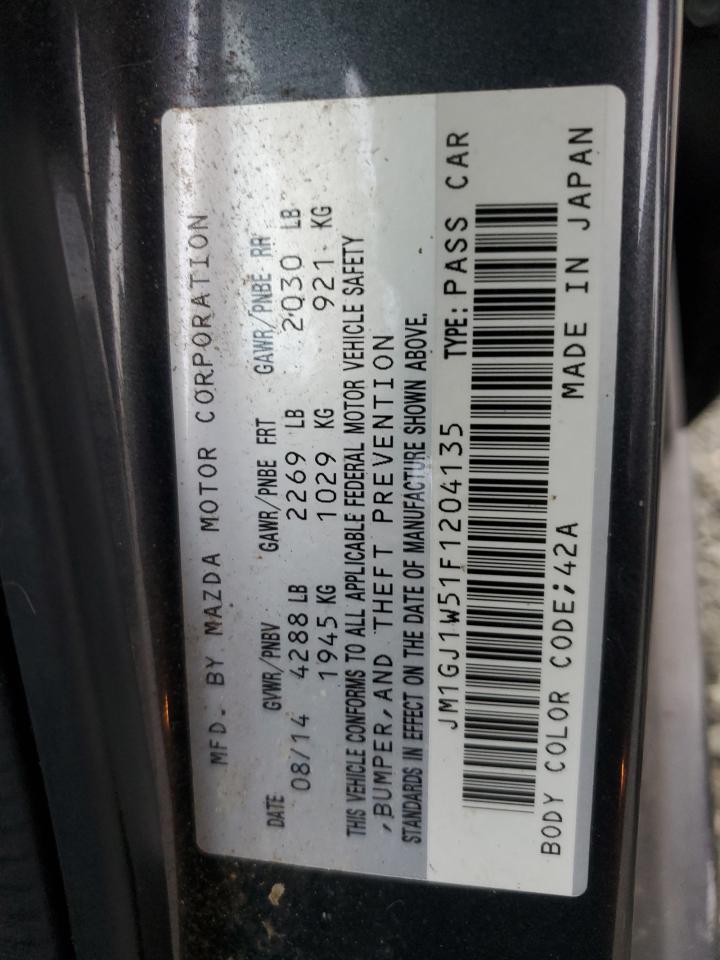 MFD. BY MAZDA MOTOR CORPORATION
DATE GVWR/PNBV GAWR/PNBE FRT GAWR/PNBE RR
08/14 4288 LB 2269 LB 2030 LB
1945 KG 1029 KG 921 KG
THIS VEHICLE CONFORMS TO ALL APPLICABLE FEDERAL MOTOR VEHICLE SAFETY
,BUMPER,AND THEFT PREVENTION
STANDARDS IN EFFECT ON THE DATE OF MANUFACTURE SHOWN ABOVE.
JM1GJ1W51F1204135 TYPE: PASS CAR
BODY COLOR CODE;42A MADE IN JAPAN